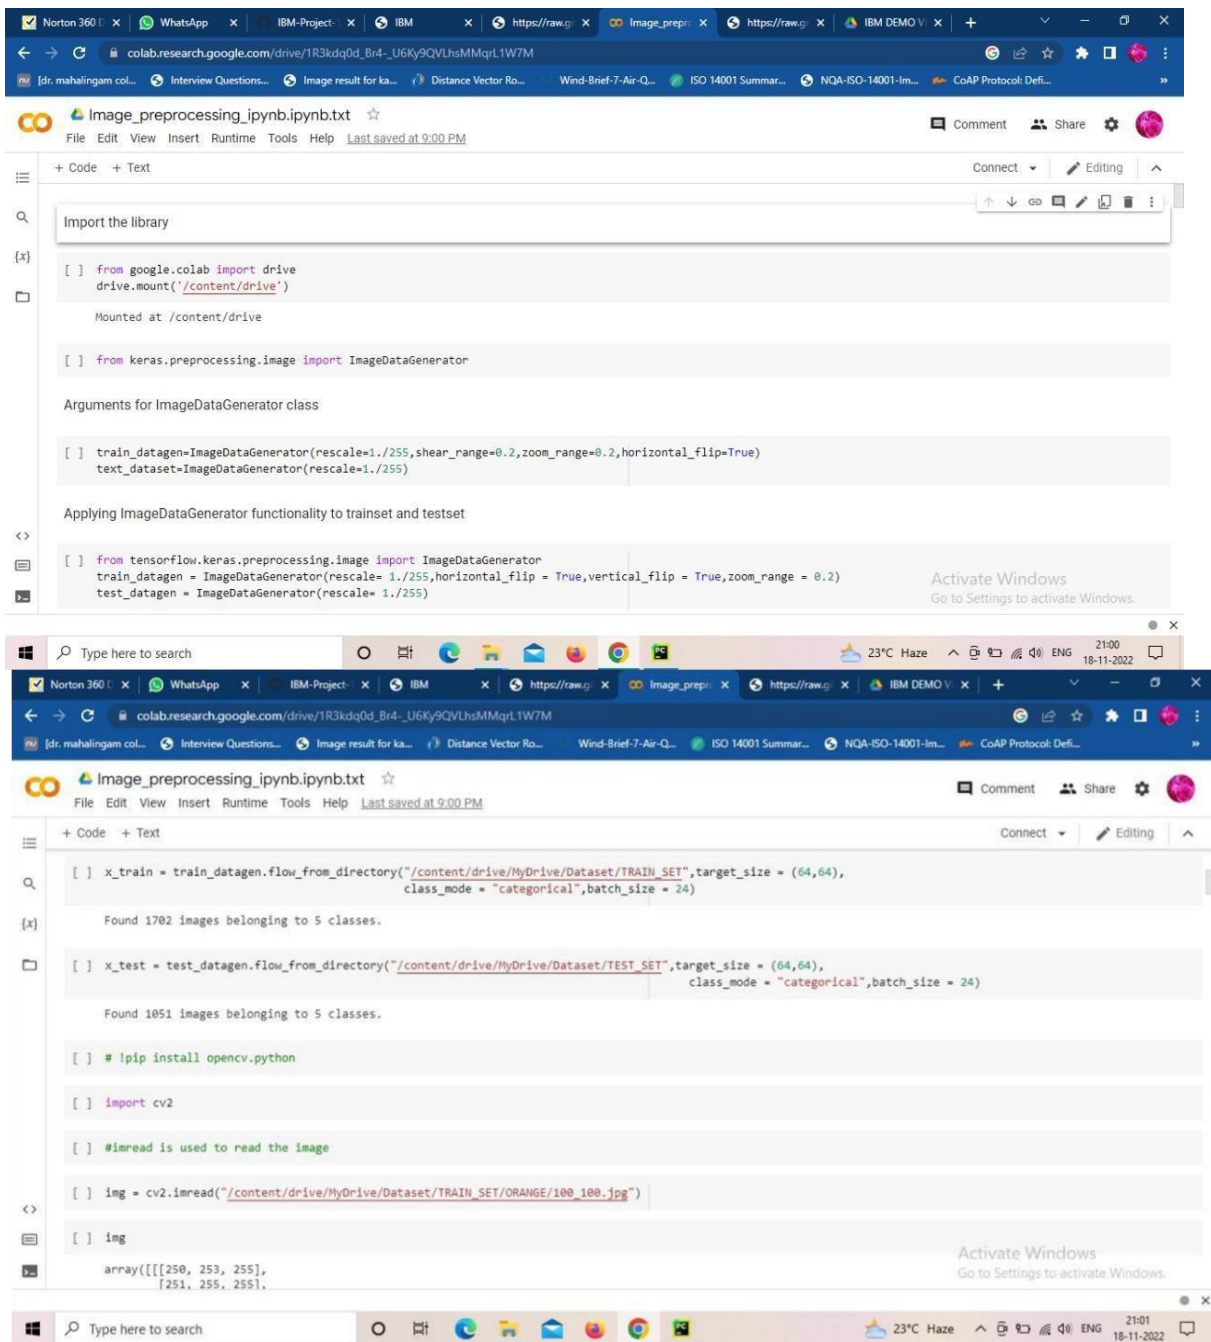 Norton 360 D
WhatsApp
IBM-Project-1
IBM
https://raw.gi
Image_prepro
https://raw.gi
IBM DEMO VI
colab.research.google.com/drive/1R3kdq0d_Br4-_U6Ky9QVLhsMMqrL1W7M
[dr. mahalingam col...
Interview Questions...
Image result for ka...
Distance Vector Ro...
Wind-Brief-7-Air-Q...
ISO 14001 Summar...
NQA-ISO-14001-Im...
CoAP Protocol: Defi...
Image_preprocessing_ipynb.ipynb.txt
File Edit View Insert Runtime Tools Help Last saved at 9:00 PM
Comment
Share
+ Code + Text
Connect
Editing
Import the library
[ ] from google.colab import drive
drive.mount('/content/drive')
Mounted at /content/drive
[ ] from keras.preprocessing.image import ImageDataGenerator
Arguments for ImageDataGenerator class
[ ] train_datagen=ImageDataGenerator(rescale=1./255,shear_range=0.2,zoom_range=0.2,horizontal_flip=True)
text_dataset=ImageDataGenerator(rescale=1./255)
Applying ImageDataGenerator functionality to trainset and testset
[ ] from tensorflow.keras.preprocessing.image import ImageDataGenerator
train_datagen = ImageDataGenerator(rescale= 1./255,horizontal_flip = True,vertical_flip = True,zoom_range = 0.2)
test_datagen = ImageDataGenerator(rescale= 1./255)
Activate Windows
Go to Settings to activate Windows.
Type here to search
23°C Haze
ENG
21:00
18-11-2022
Norton 360 D
WhatsApp
IBM-Project-1
IBM
https://raw.gi
Image_prepro
https://raw.gi
IBM DEMO VI
colab.research.google.com/drive/1R3kdq0d_Br4-_U6Ky9QVLhsMMqrL1W7M
[dr. mahalingam col...
Interview Questions...
Image result for ka...
Distance Vector Ro...
Wind-Brief-7-Air-Q...
ISO 14001 Summar...
NQA-ISO-14001-Im...
CoAP Protocol: Defi...
Image_preprocessing_ipynb.ipynb.txt
File Edit View Insert Runtime Tools Help Last saved at 9:00 PM
Comment
Share
+ Code + Text
Connect
Editing
[ ] x_train = train_datagen.flow_from_directory("/content/drive/MyDrive/Dataset/TRAIN_SET",target_size = (64,64),
class_mode = "categorical",batch_size = 24)
Found 1702 images belonging to 5 classes.
[ ] x_test = test_datagen.flow_from_directory("/content/drive/MyDrive/Dataset/TEST_SET",target_size = (64,64),
class_mode = "categorical",batch_size = 24)
Found 1051 images belonging to 5 classes.
[ ] # !pip install opencv.python
[ ] import cv2
[ ] #imread is used to read the image
[ ] img = cv2.imread("/content/drive/MyDrive/Dataset/TRAIN_SET/ORANGE/100_100.jpg")
[ ] img
array([[[250, 253, 255],
[251, 255, 255],
Activate Windows
Go to Settings to activate Windows.
Type here to search
23°C Haze
ENG
21:01
18-11-2022